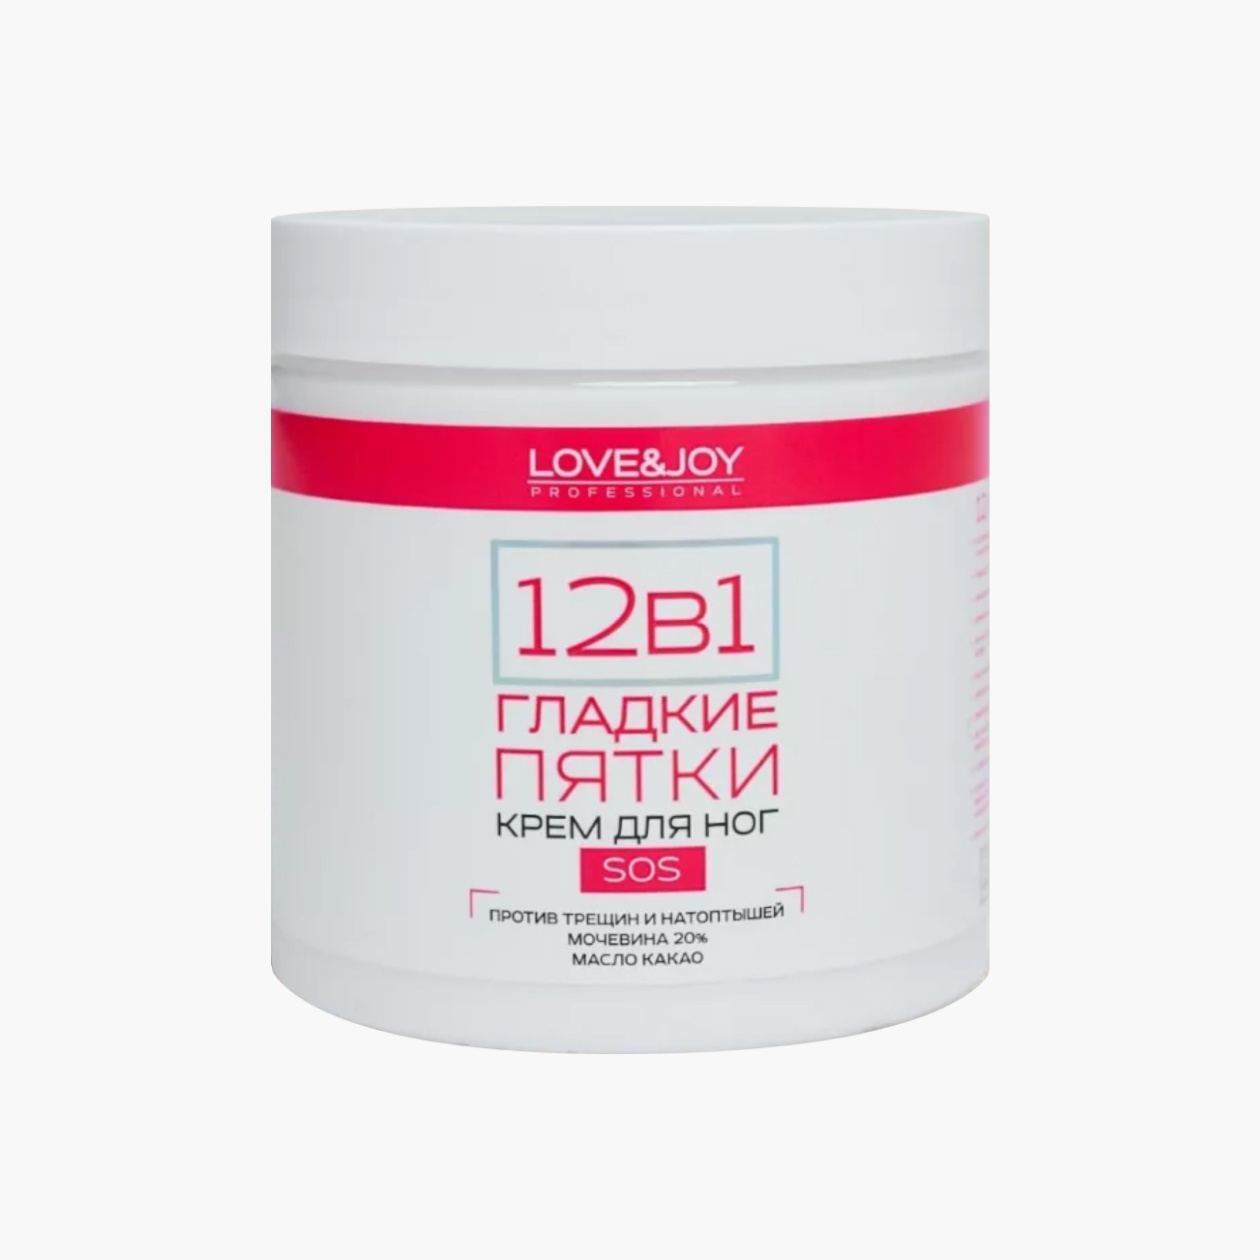 LOVE&JOY
PROFESSIONAL
12в1
ГЛАДКИЕ
ПЯТКИ
КРЕМ ДЛЯ НОГ
SOS
ПРОТИВ ТРЕЩИН И НАТОПТЫШЕЙ
МОЧЕВИНА 20%
МАСЛО КАКАО